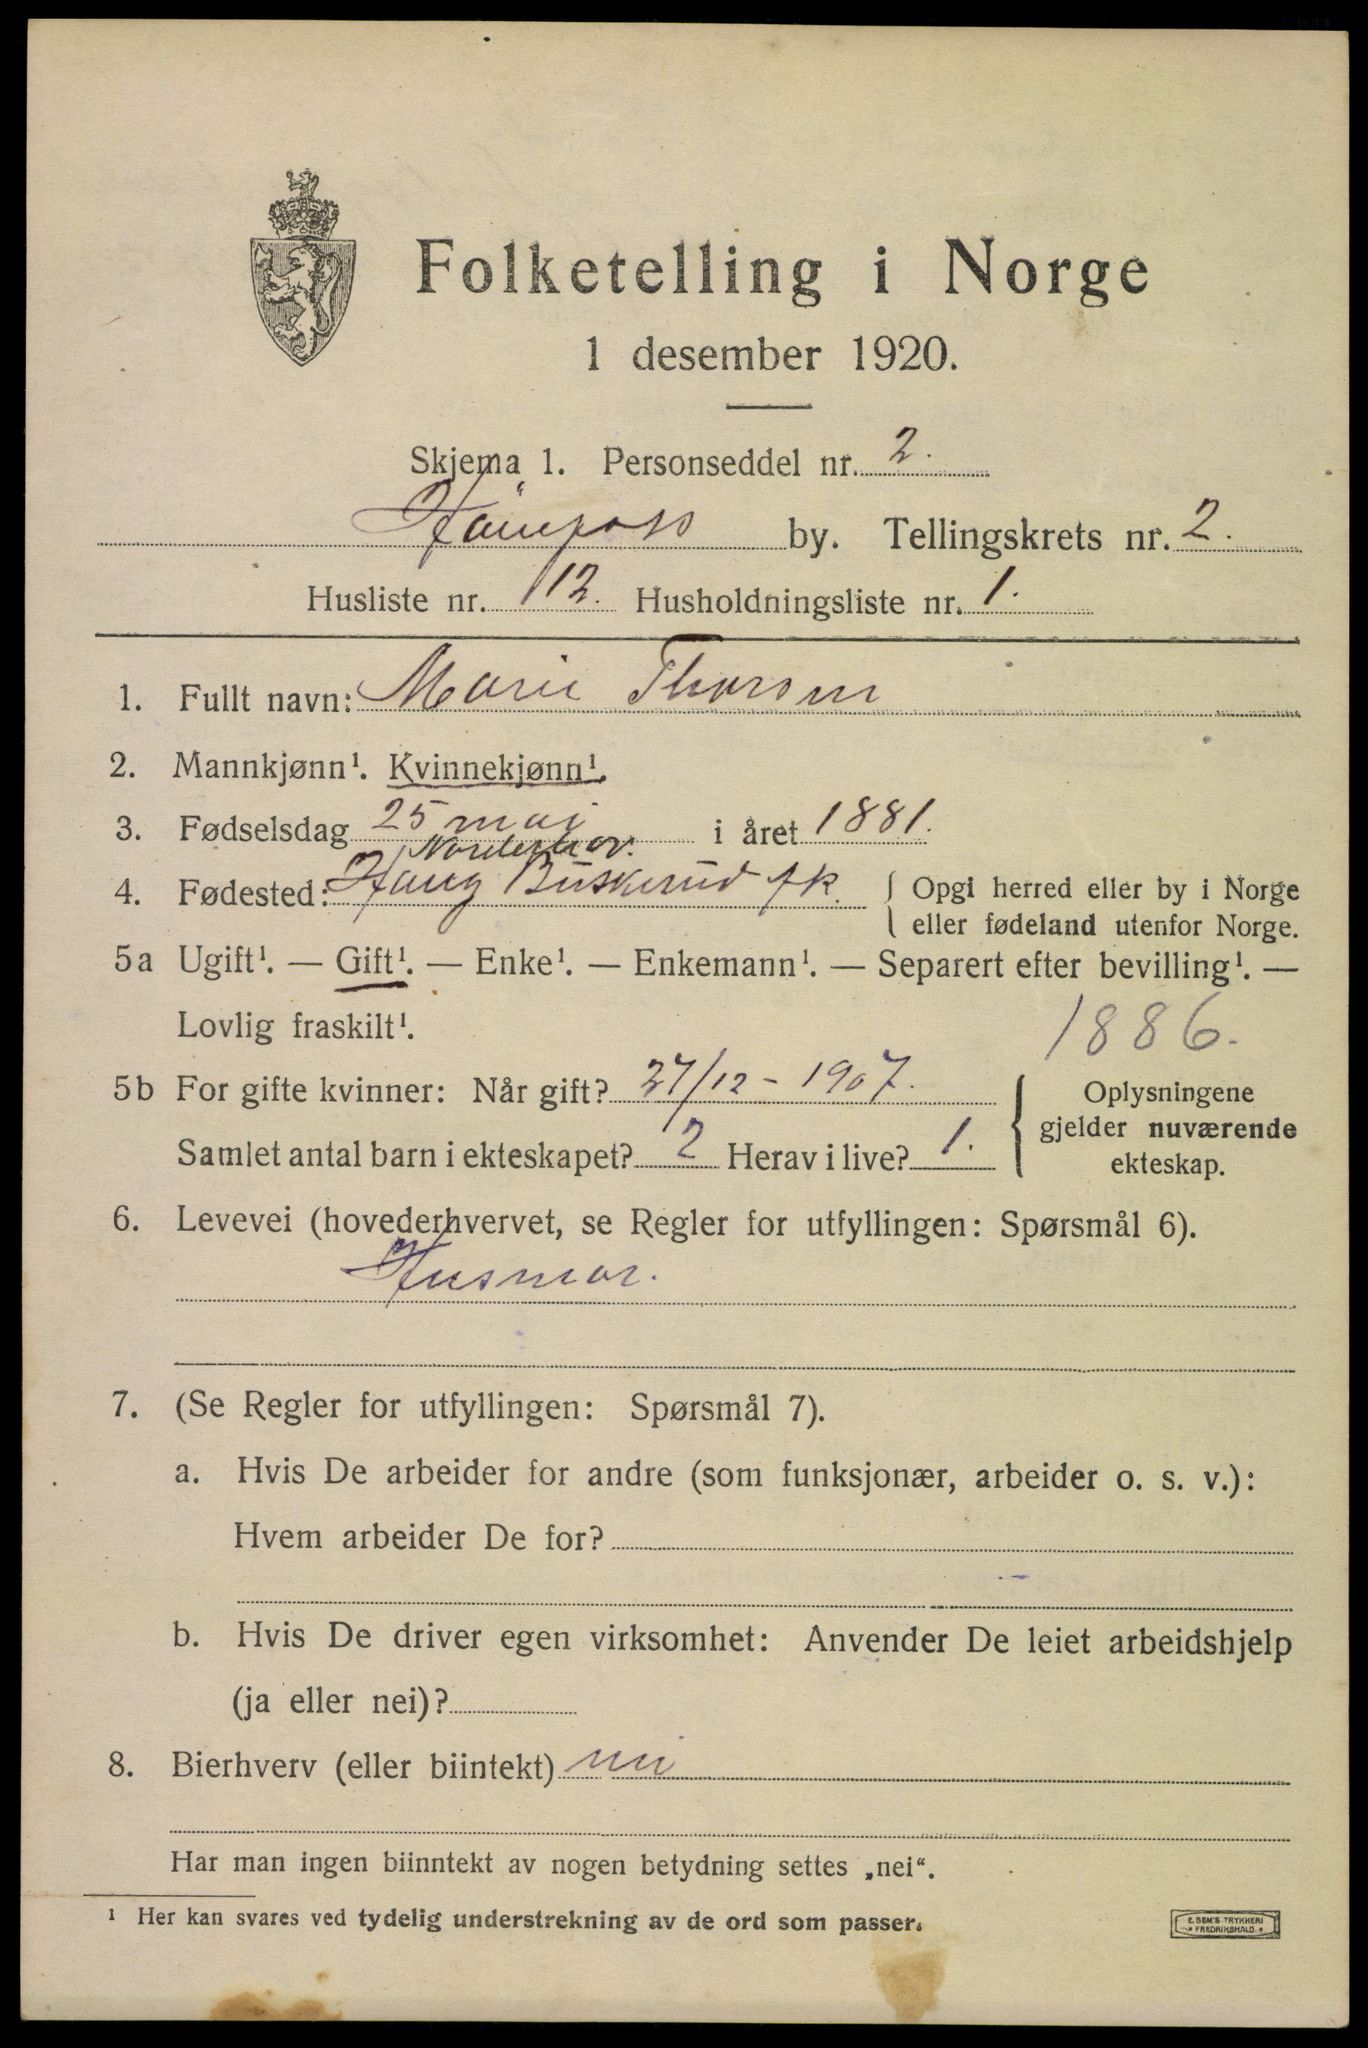 Folketelling i Norge
1 desember 1920.
Skjema 1. Personseddel nr. 2.
Hønefoss by. Tellingskrets nr. 2.
Husliste nr. 112. Husholdningsliste nr. 1.
1. Fullt navn: Marie Thorsen
2. Mannkjønn¹. Kvinnekjønn¹.
3. Fødselsdag 25 mai i året 1881.
Norderhov.
4. Fødested: Haug Buskerud fk. { Opgi herred eller by i Norge
eller fødeland utenfor Norge.
5a Ugift¹. — Gift¹. — Enke¹. — Enkemann¹. — Separert efter bevilling¹. —
Lovlig fraskilt¹.
1886.
5b For gifte kvinner: Når gift? 27/12 - 1907. { Oplysningene
gjelder nuværende
Samlet antal barn i ekteskapet? 2 Herav i live? 1.
ekteskap.
6. Levevei (hovederhvervet, se Regler for utfyllingen: Spørsmål 6).
Husmor.
7. (Se Regler for utfyllingen: Spørsmål 7).
a. Hvis De arbeider for andre (som funksjonær, arbeider o. s. v.):
Hvem arbeider De for?
b. Hvis De driver egen virksomhet: Anvender De leiet arbeidshjelp
(ja eller nei)?
8. Bierhverv (eller biintekt) nei
Har man ingen biinntekt av nogen betydning settes „nei“.
¹ Her kan svares ved tydelig understrekning av de ord som passer.
E. SEM'S TRYKKERI
* FREDRIKSHALD. *